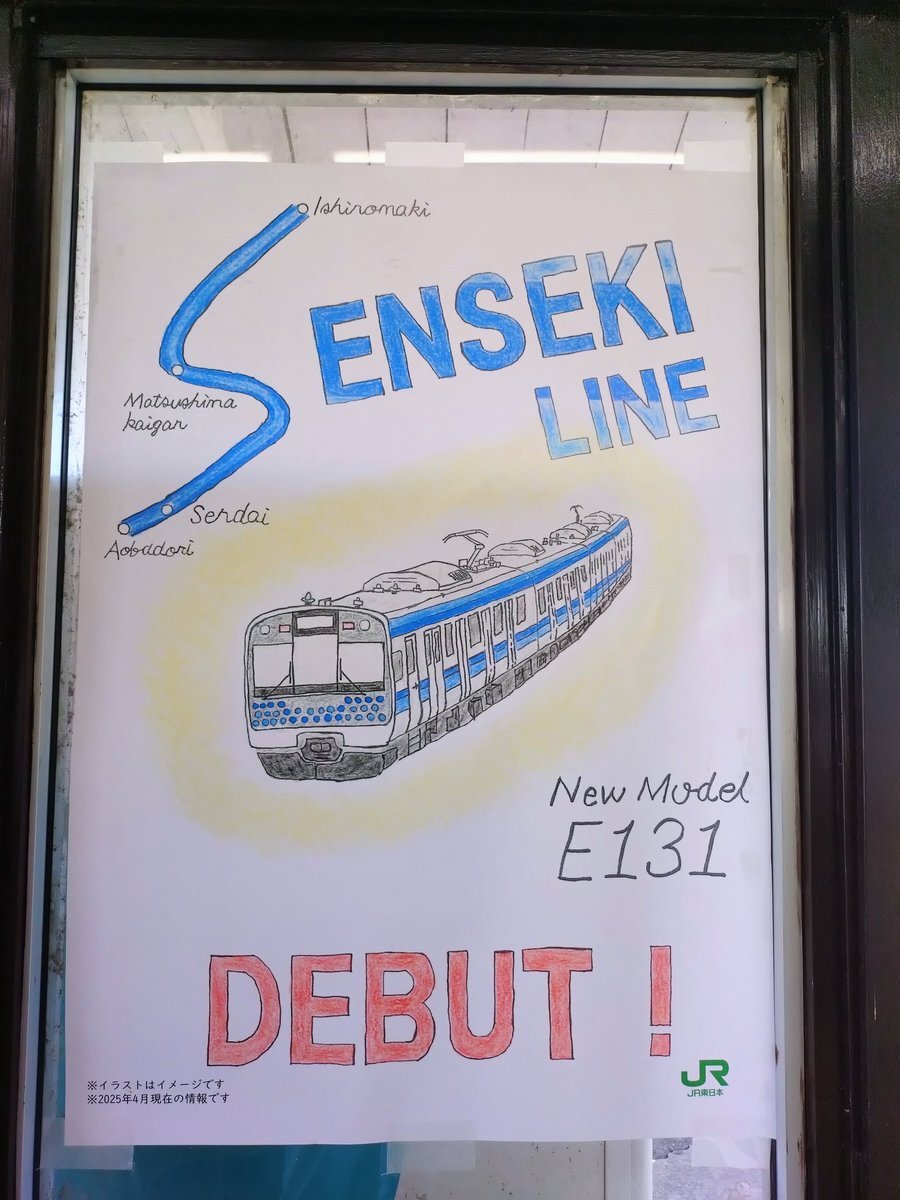 Ishinomaki
SENSEKI
LINE
Matsushima
kaigan
Sendai
Aobadori
New Model
E131
DEBUT!
※イラストはイメージです
※2025年4月現在の情報です
JR
JR東日本